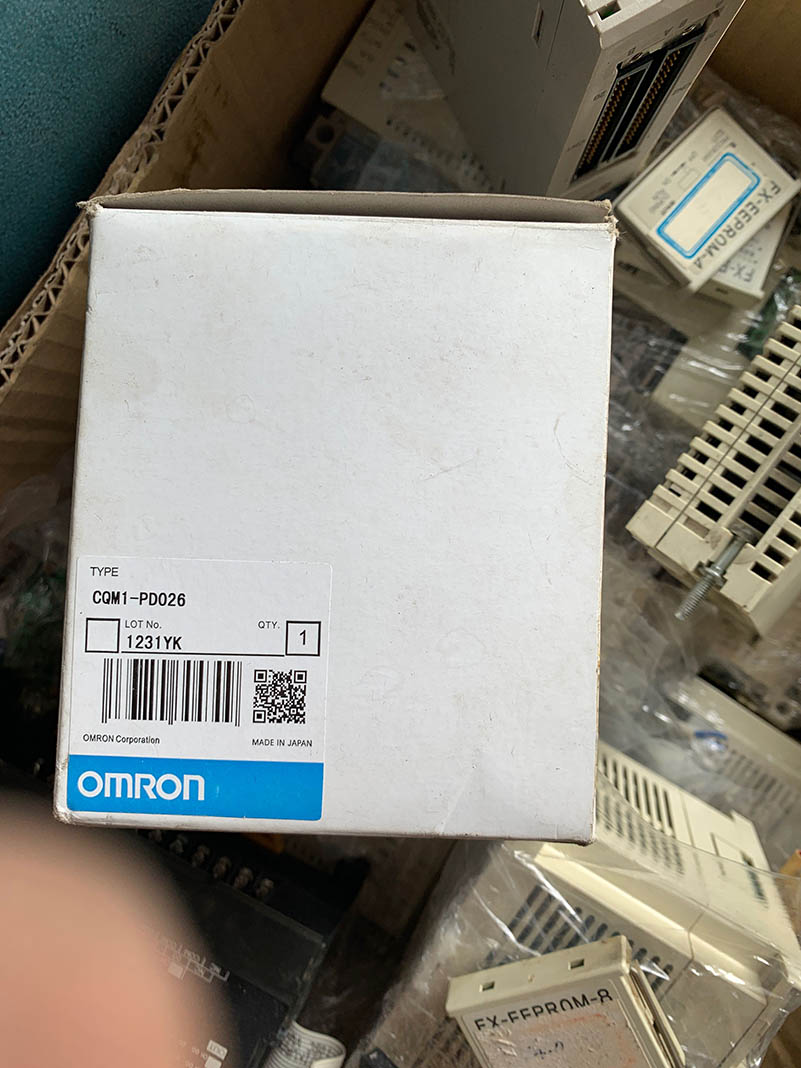 FX-EEPROM-4
TYPE
CQM1-PD026
LOT No.
QTY.
1231YK
1
OMRON Corporation
MADE IN JAPAN
OMRON
FX-EEPROM-8